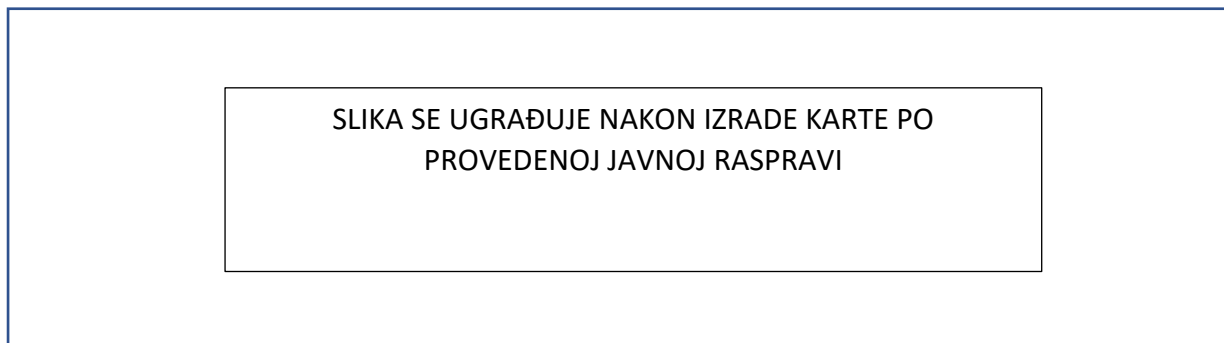 SLIKA SE UGRAĐUJE NAKON IZRADE KARTE PO
PROVEDENOJ JAVNOJ RASPRAVI